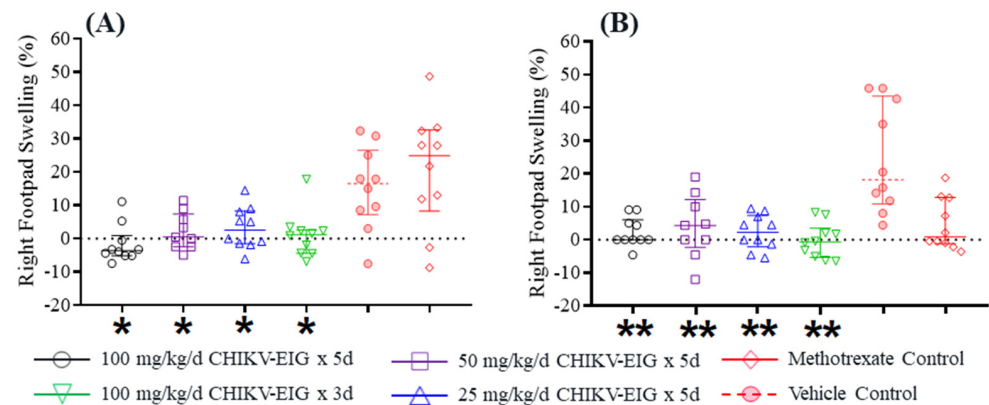 (A)
Right Footpad Swelling (%)
60
50
40
30
20
10
0
-10
-20
* * * *
(B)
Right Footpad Swelling (%)
60
50
40
30
20
10
0
-10
-20
** ** ** **
100 mg/kg/d CHIKV-EIG x 5d
50 mg/kg/d CHIKV-EIG x 5d
Methotrexate Control
100 mg/kg/d CHIKV-EIG x 3d
25 mg/kg/d CHIKV-EIG x 5d
Vehicle Control